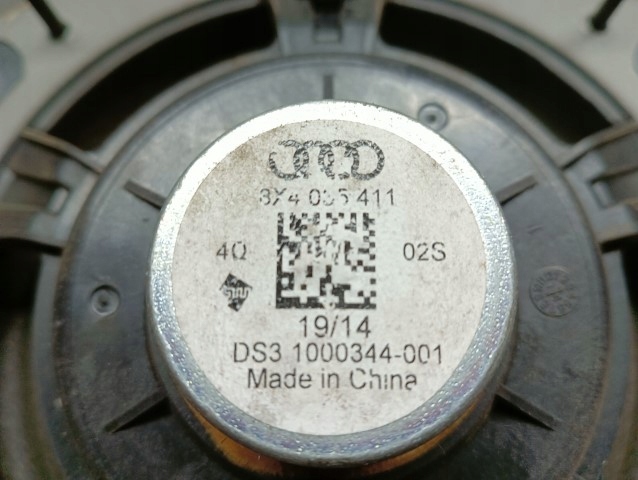 8X4 035 411
4Ω 02S
19/14
DS3 1000344-001
Made in China